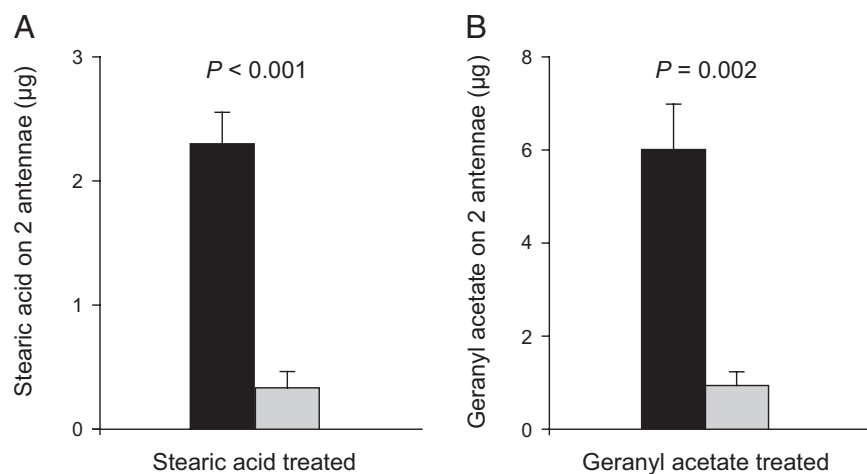 A
Stearic acid on 2 antennae (µg)
3
2
1
0
P < 0.001
Stearic acid treated
B
Geranyl acetate on 2 antennae (µg)
8
6
4
2
0
P = 0.002
Geranyl acetate treated